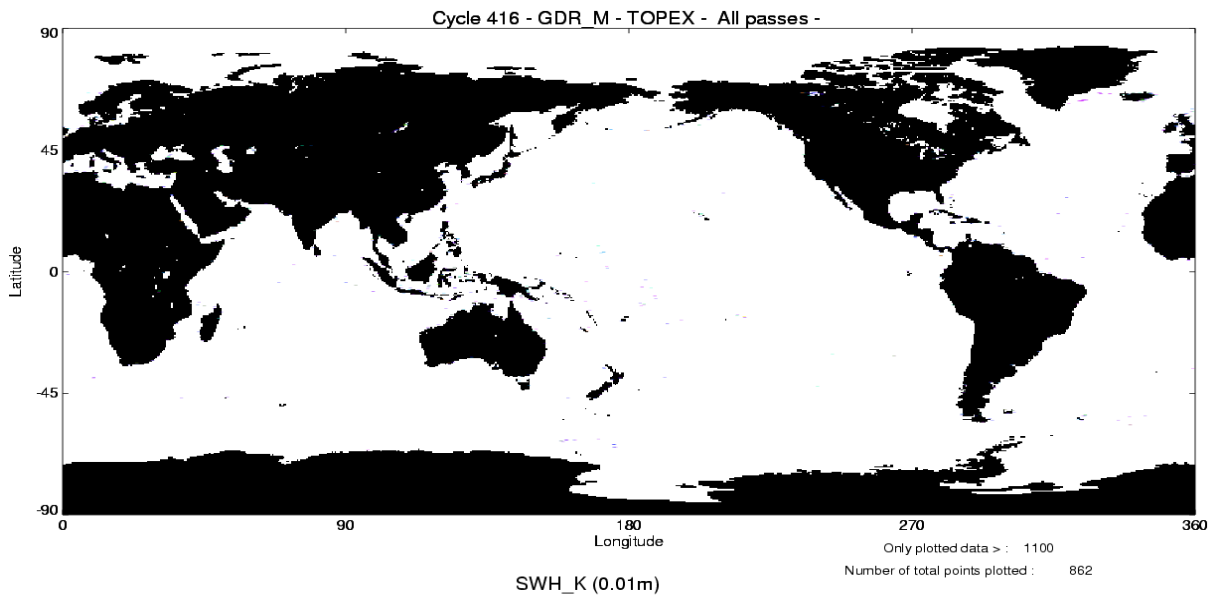 Cycle 416 - GDR_M - TOPEX - All passes -
90
45
0
-45
-90
Latitude
0 90 180 270 360
Longitude
Only plotted data > : 1100
Number of total points plotted : 862
SWH_K (0.01m)